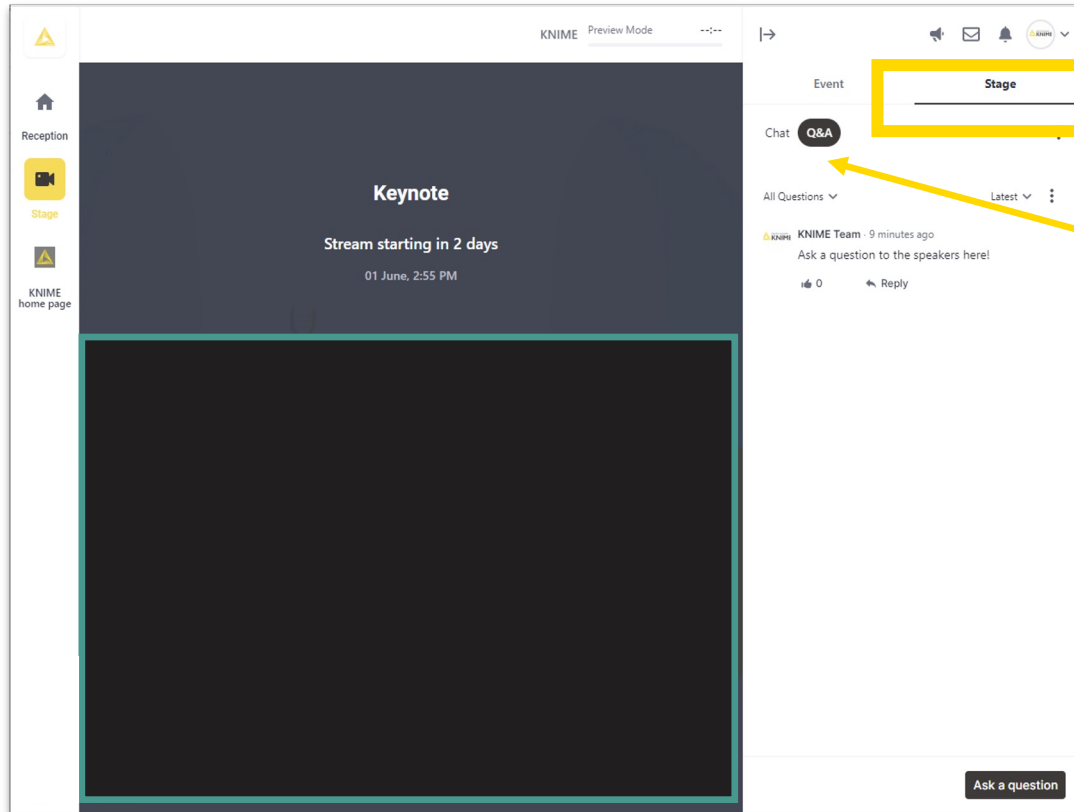 KNIME Preview Mode --:--
Reception
Stage
KNIME
home page
Keynote
Stream starting in 2 days
01 June, 2:55 PM
KNIME
Event Stage
Chat Q&A
All Questions Latest
KNIME KNIME Team · 9 minutes ago
Ask a question to the speakers here!
0 Reply
Ask a question